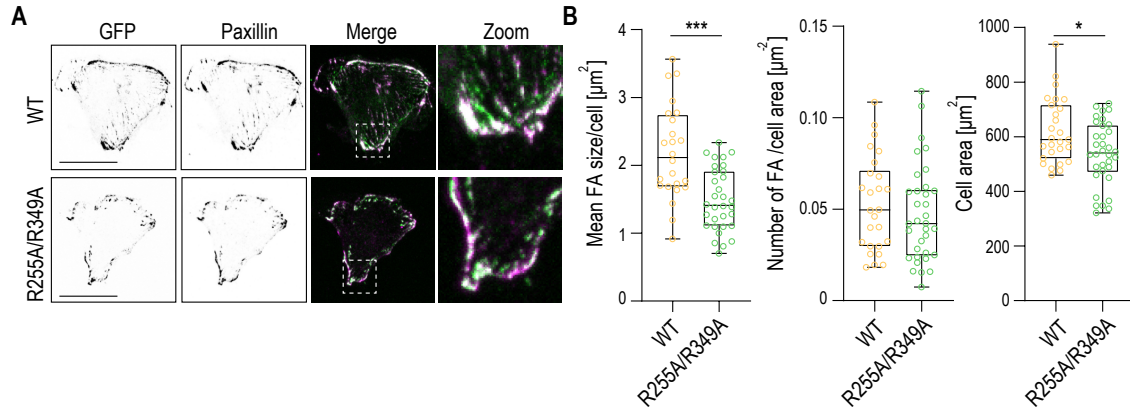 A
GFP
Paxillin
Merge
Zoom
WT
R255A/R349A
B
Mean FA size/cell [µm²]
4
3
2
1
0
***
WT
R255A/R349A
Number of FA /cell area [µm⁻²]
0.15
0.10
0.05
0.00
WT
R255A/R349A
Cell area [µm²]
1000
800
600
400
200
0
*
WT
R255A/R349A